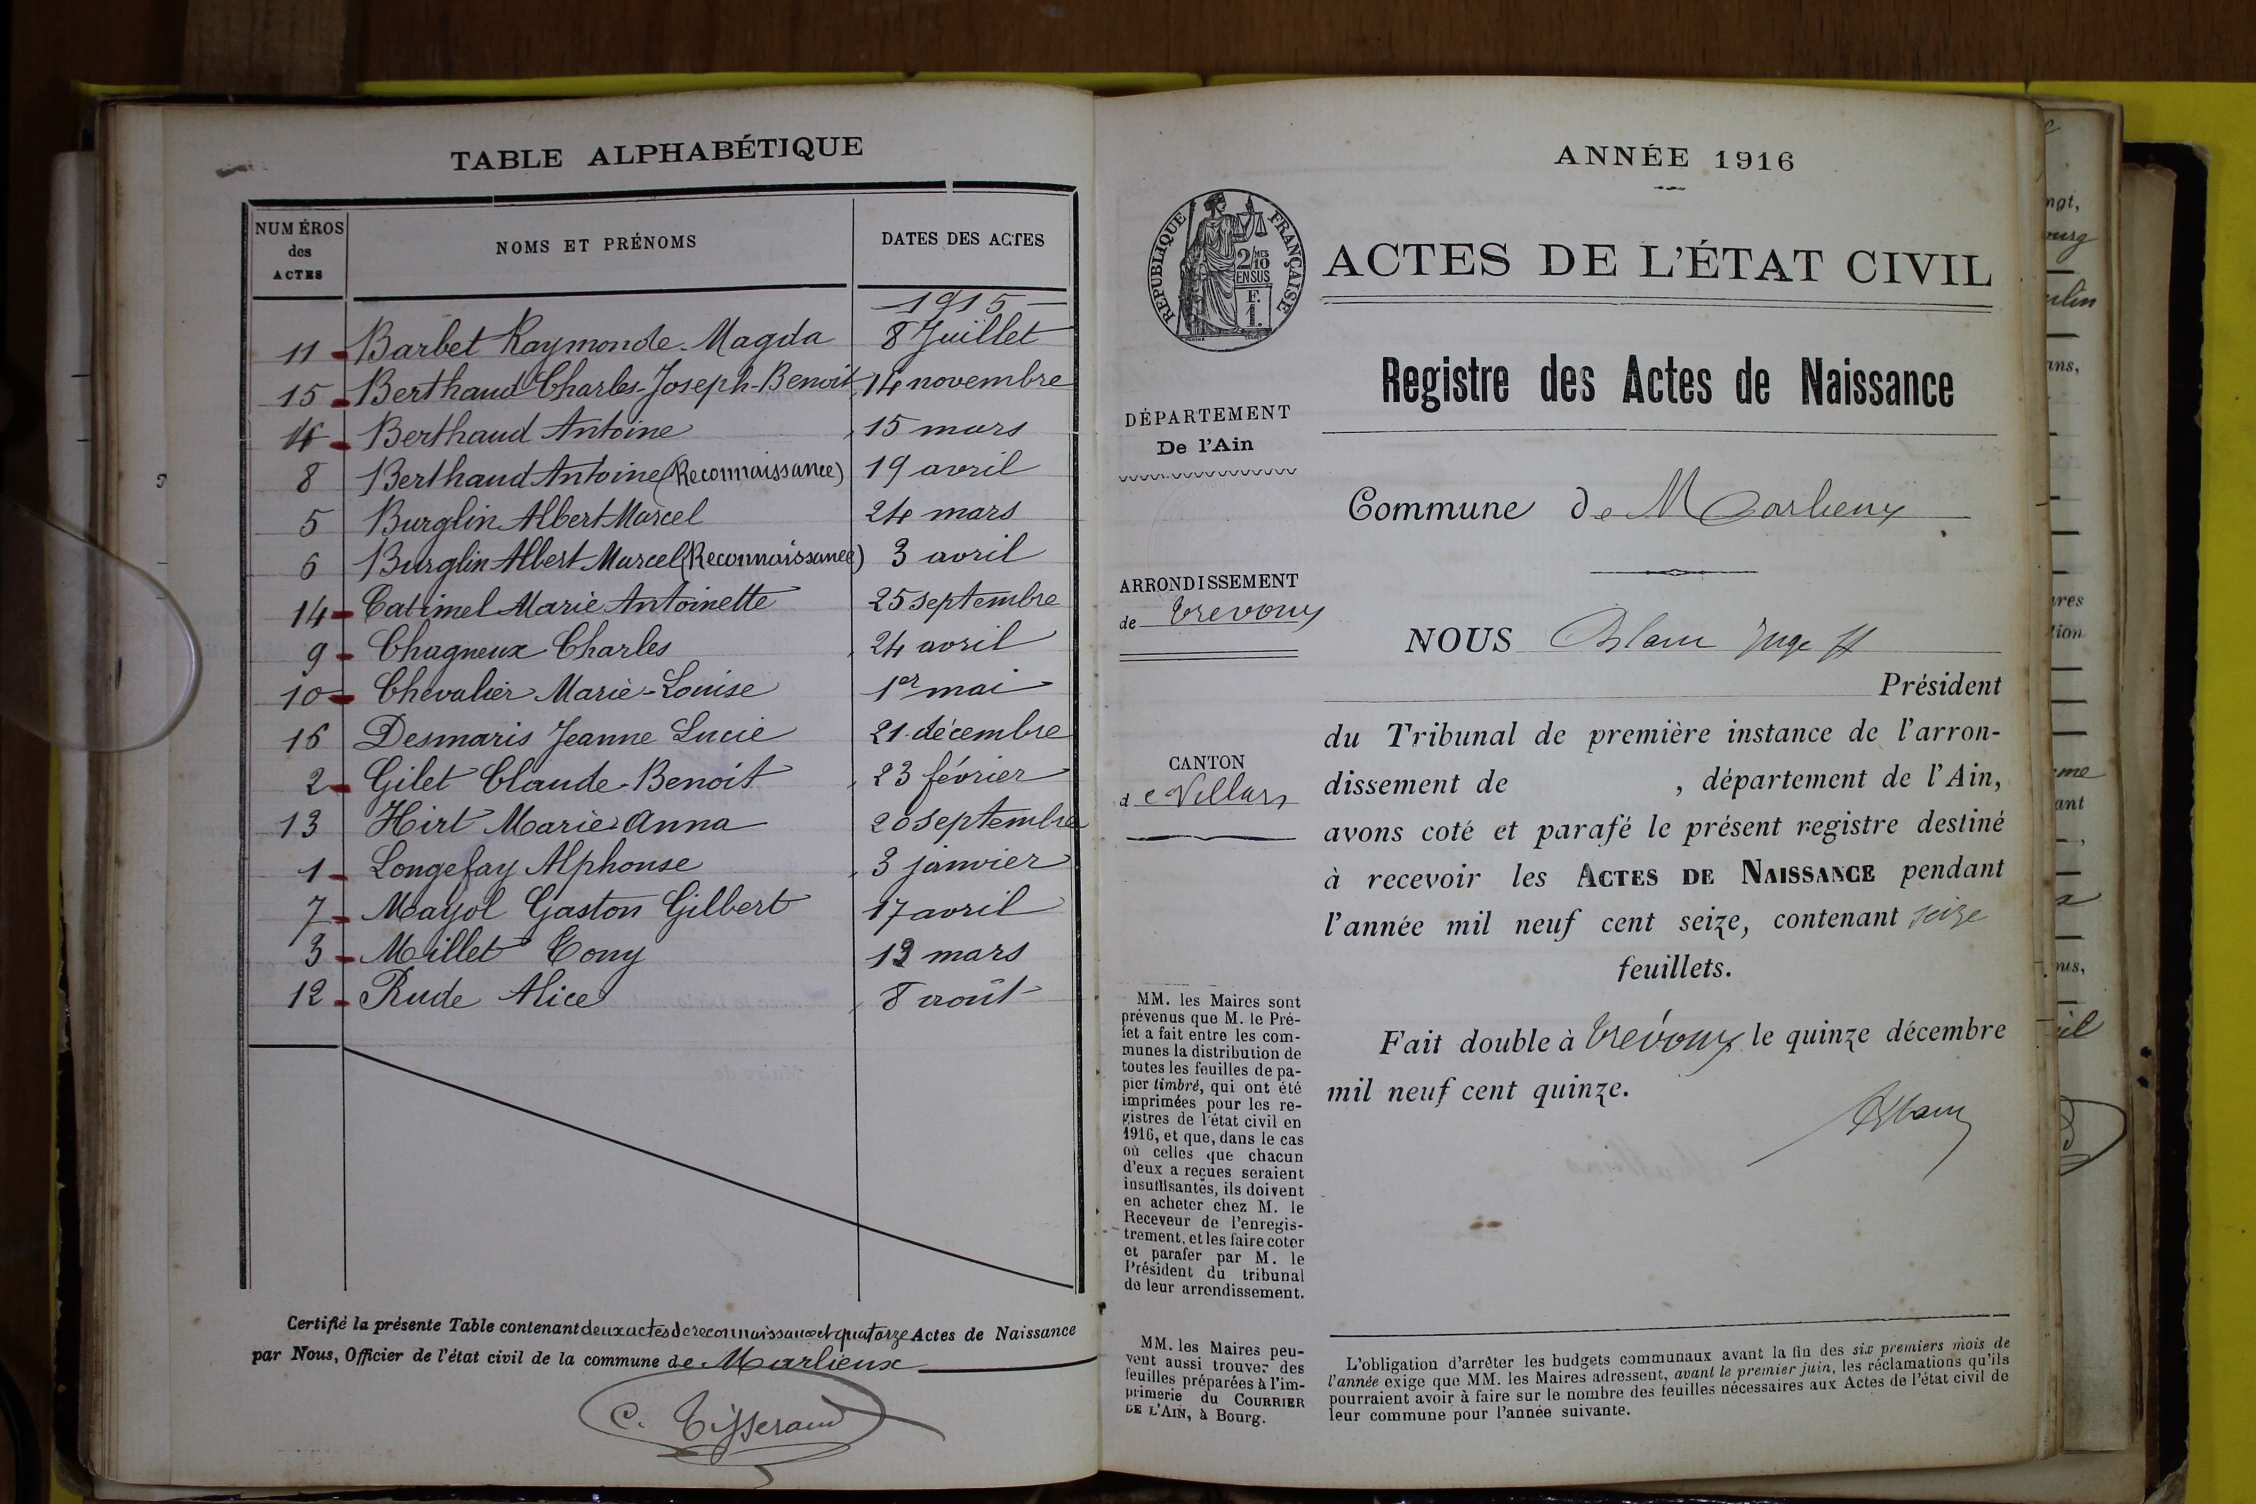 TABLE ALPHABÉTIQUE
NUMÉROS
des
ACTES
NOMS ET PRÉNOMS
DATES DES ACTES
1915
11 Barbet Raymonde-Magda 8 Juillet
15 Berthaud Charles-Joseph-Benoit 14 novembre
4 Berthaud Antoine 15 mars
8 Berthaud Antoine (Reconnaissance) 19 avril
5 Burglin Albert Marcel 24 mars
6 Burglin Albert Marcel (Reconnaissance) 3 avril
14 Catimel Marie Antoinette 25 septembre
9 Chagneux Charles 24 avril
10 Chevalier Marie-Louise 1er mai
16 Desmaris Jeanne Lucie 21 décembre
2 Gilet Claude-Benoit 23 février
13 Hirt Marie Anna 20 septembre
1 Longefay Alphonse 3 janvier
7 Mayol Gaston Gilbert 17 avril
3 Millet Tony 12 mars
12 Rude Alice 8 août
Certifié la présente Table contenant deux actes de reconnaissance et quatorze Actes de Naissance
par Nous, Officier de l'état civil de la commune de Marlieux
C. Tisserand
ANNÉE 1916
RÉPUBLIQUE FRANÇAISE
2/10 MES
EN SUS
F.
1.
ACTES DE L'ÉTAT CIVIL
Registre des Actes de Naissance
DÉPARTEMENT
De l'Ain
Commune de Marlieux
ARRONDISSEMENT
de Trévoux
NOUS Juge ff
Président
du Tribunal de première instance de l'arron-
dissement de , département de l'Ain,
avons coté et parafé le présent registre destiné
à recevoir les ACTES DE NAISSANCE pendant
l'année mil neuf cent seize, contenant seize
feuillets.
Fait double à Trévoux le quinze décembre
mil neuf cent quinze.
CANTON
de Villars
MM. les Maires sont
prévenus que M. le Pré-
fet a fait entre les com-
munes la distribution de
toutes les feuilles de pa-
pier timbré, qui ont été
imprimées pour les re-
gistres de l'état civil en
1916, et que, dans le cas
où celles que chacun
d'eux a reçues seraient
insuffisantes, ils doivent
en acheter chez M. le
Receveur de l'enregis-
trement, et les faire coter
et parafer par M. le
Président du tribunal
de leur arrondissement.
MM. les Maires peu-
vent aussi trouver des
feuilles préparées à l'im-
primerie du COURRIER
DE L'AIN, à Bourg.
L'obligation d'arrêter les budgets communaux avant la fin des six premiers mois de
l'année exige que MM. les Maires adressent, avant le premier juin, les réclamations qu'ils
pourraient avoir à faire sur le nombre des feuilles nécessaires aux Actes de l'état civil de
leur commune pour l'année suivante.